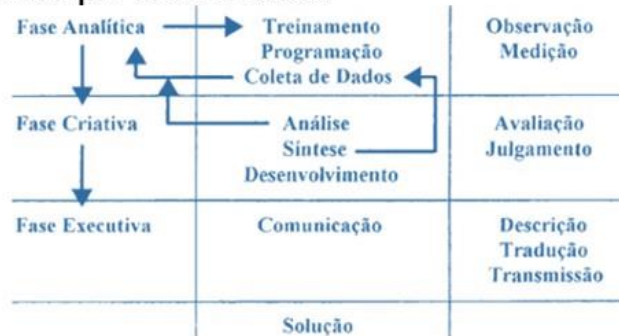 Fase Analítica
Treinamento
Programação
Coleta de Dados
Observação
Medição
Fase Criativa
Análise
Síntese
Desenvolvimento
Avaliação
Julgamento
Fase Executiva
Comunicação
Descrição
Tradução
Transmissão
Solução